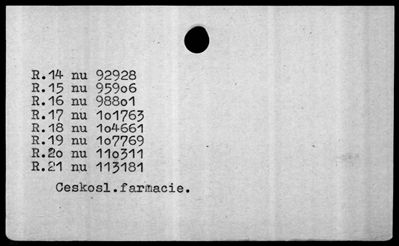 R.14 nu 92928
R.15 nu 95906
R.16 nu 98801
R.17 nu 101763
R.18 nu 104661
R.19 nu 107769
R.20 nu 110311
R.21 nu 113181
Ceskosl.farmacie.